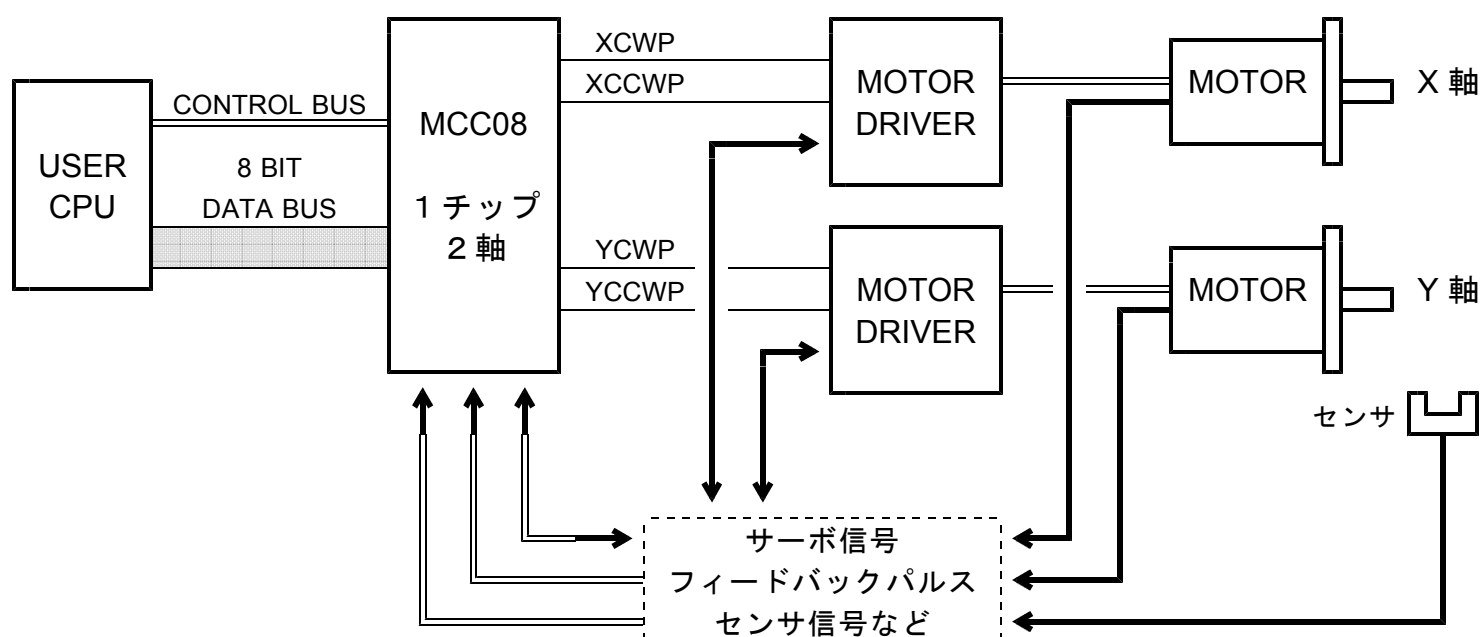 USER
CPU
CONTROL BUS
8 BIT
DATA BUS
MCC08
1チップ
2軸
XCWP
XCCWP
YCWP
YCCWP
MOTOR
DRIVER
MOTOR
X 軸
MOTOR
DRIVER
MOTOR
Y 軸
センサ
サーボ信号
フィードバックパルス
センサ信号など